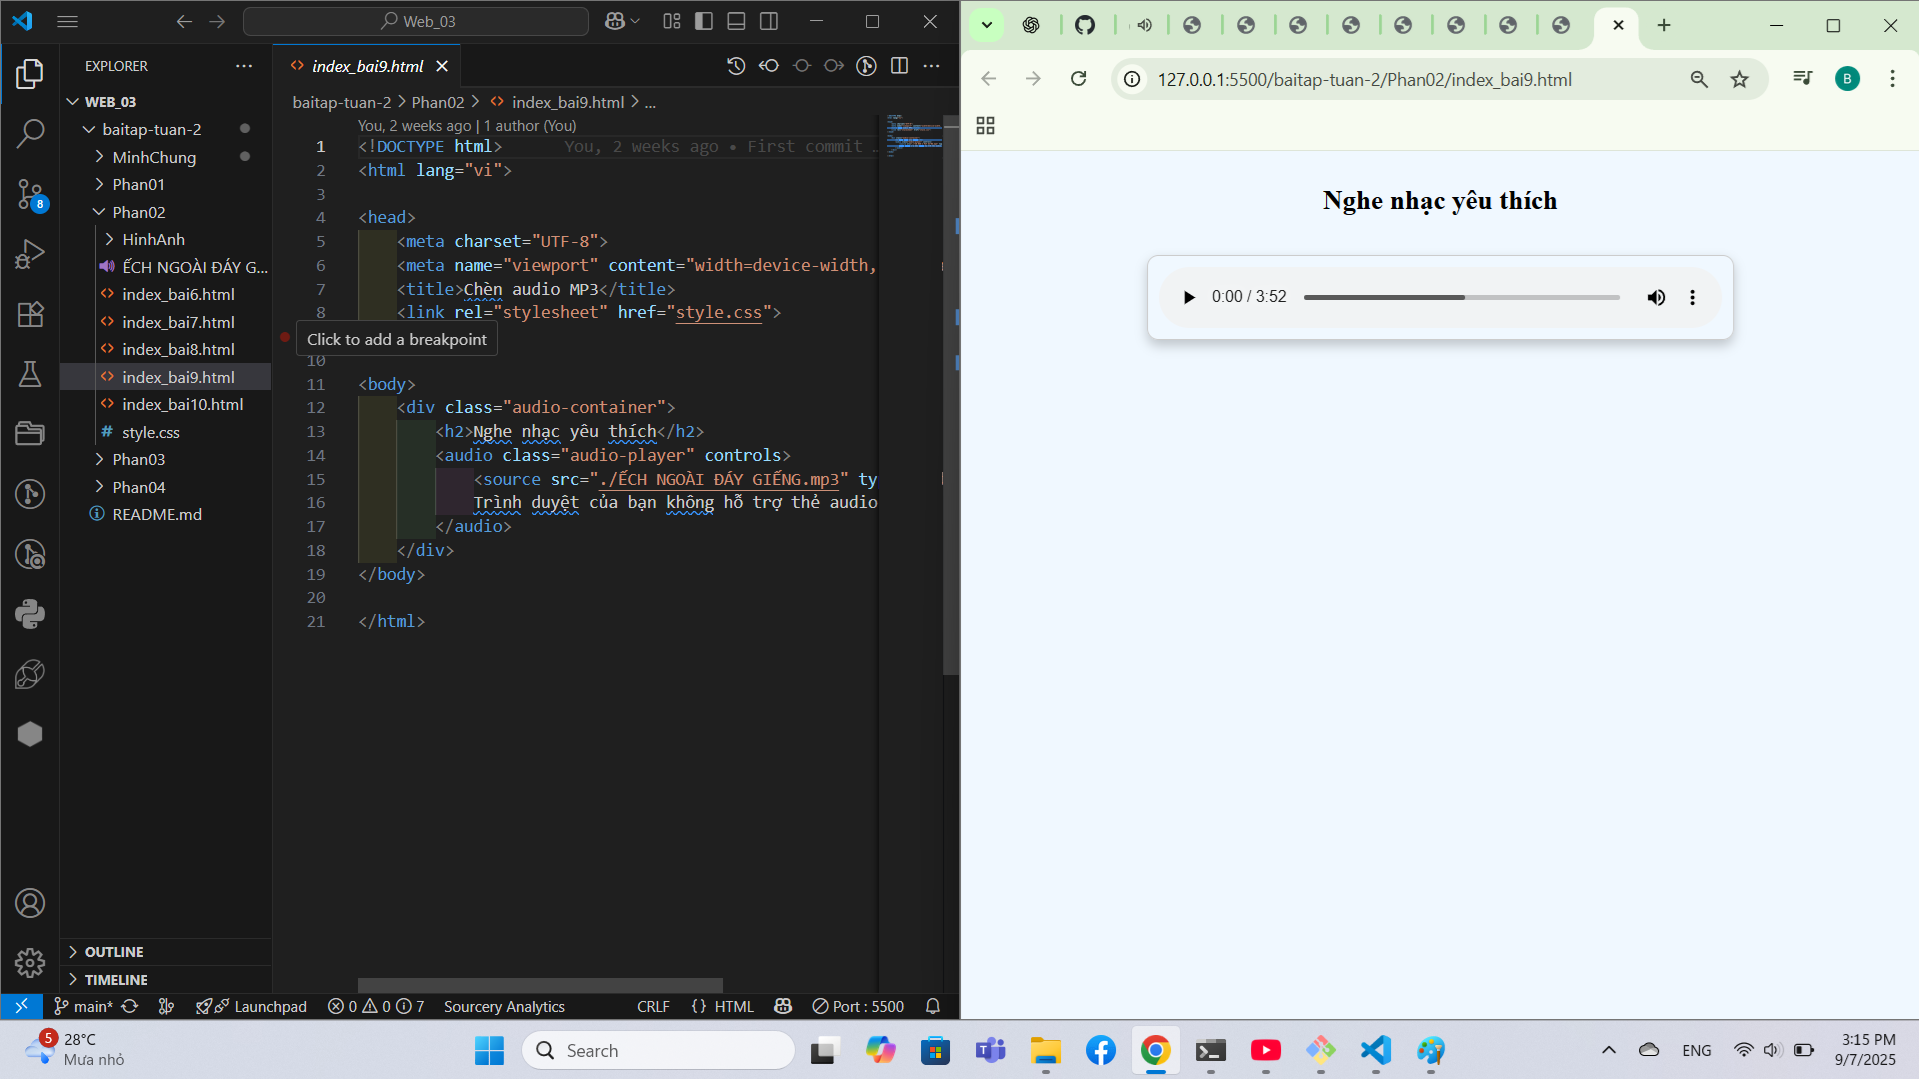 Web_03
EXPLORER
WEB_03
baitap-tuan-2
MinhChung
Phan01
Phan02
HinhAnh
ẾCH NGOÀI ĐÁY G...
index_bai6.html
index_bai7.html
index_bai8.html
index_bai9.html
index_bai10.html
style.css
Phan03
Phan04
README.md
OUTLINE
TIMELINE
8
index_bai9.html
baitap-tuan-2 > Phan02 > index_bai9.html > ...
You, 2 weeks ago | 1 author (You)
1 <!DOCTYPE html> You, 2 weeks ago • First commit …
2 <html lang="vi">
3
4 <head>
5 <meta charset="UTF-8">
6 <meta name="viewport" content="width=device-width,
7 <title>Chèn audio MP3</title>
8 <link rel="stylesheet" href="style.css">
Click to add a breakpoint
10
11 <body>
12 <div class="audio-container">
13 <h2>Nghe nhạc yêu thích</h2>
14 <audio class="audio-player" controls>
15 <source src="./ẾCH NGOÀI ĐÁY GIẾNG.mp3" ty
16 Trình duyệt của bạn không hỗ trợ thẻ audio
17 </audio>
18 </div>
19 </body>
20
21 </html>
main* Launchpad 0 0 7 Sourcery Analytics CRLF {} HTML Port : 5500
127.0.0.1:5500/baitap-tuan-2/Phan02/index_bai9.html
B
Nghe nhạc yêu thích
0:00 / 3:52
5
28°C
Mưa nhỏ
Search
ENG
3:15 PM
9/7/2025